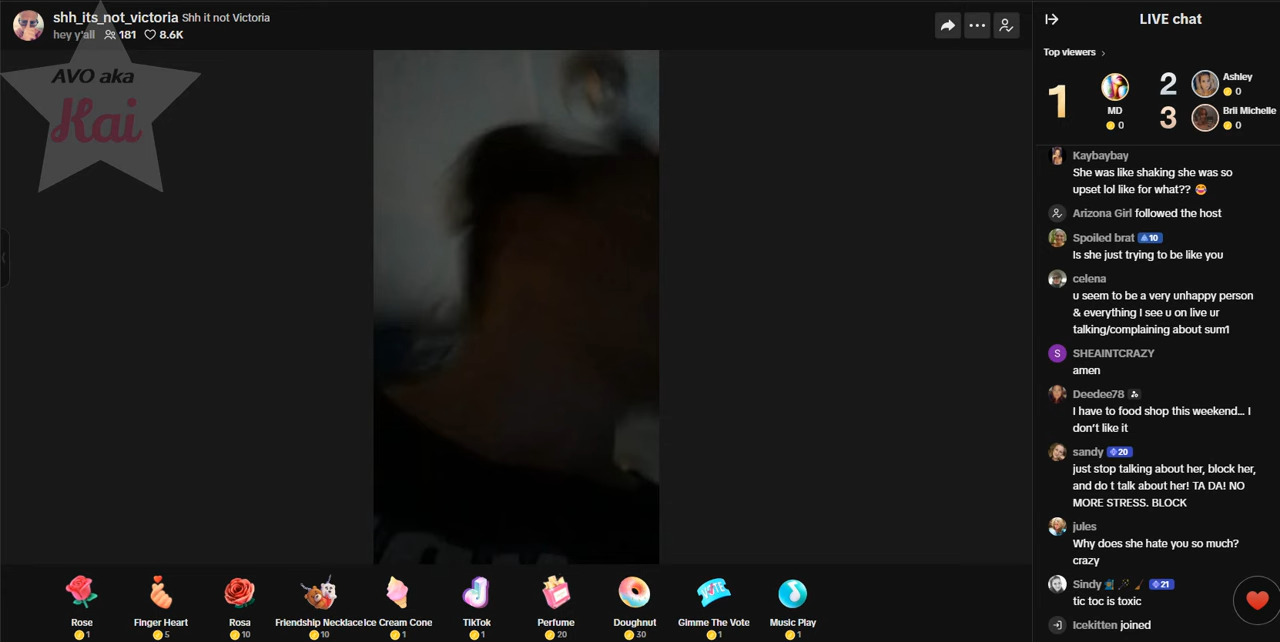 shh_its_not_victoria Shh it not Victoria
hey y'all 181 8.6K
AVO aka
Kai
LIVE chat
Top viewers
1 MD 0
2 Ashley 0
3 Brii Michelle 0
Kaybaybay
She was like shaking she was so
upset lol like for what??
Arizona Girl followed the host
Spoiled brat 10
Is she just trying to be like you
celena
u seem to be a very unhappy person
& everything I see u on live ur
talking/complaining about sum1
S SHEAINTCRAZY
amen
Deedee78
I have to food shop this weekend... I
don't like it
sandy 20
just stop talking about her, block her,
and do t talk about her! TA DA! NO
MORE STRESS. BLOCK
jules
Why does she hate you so much?
crazy
Sindy 21
tic toc is toxic
Icekitten joined
Rose Finger Heart Rosa Friendship Necklace Ice Cream Cone TikTok Perfume Doughnut Gimme The Vote Music Play
1 5 10 10 1 1 20 30 1 1